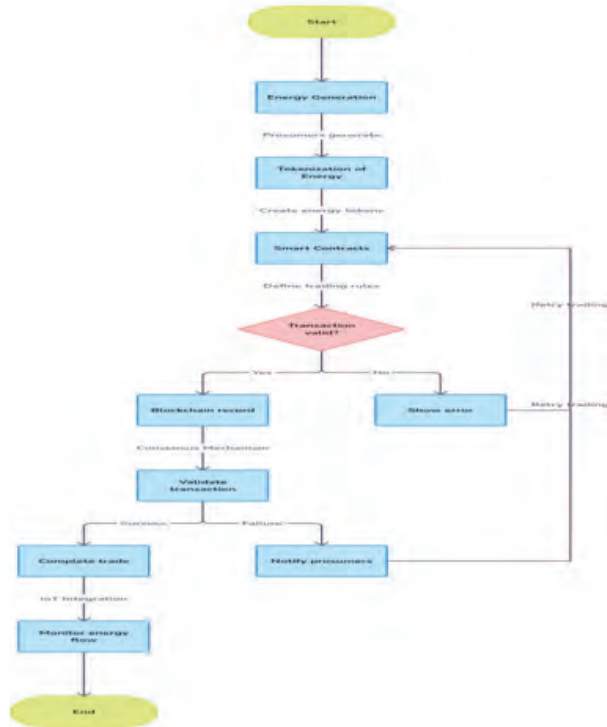 Start
Energy Generation
Prosumers generate
Tokenization of
Energy
Create energy tokens
Smart Contracts
Define trading rules
Retry trading
Transaction
valid?
Yes
No
Blockchain record
Show error
Retry trading
Consensus Mechanism
Validate
transaction
Success
Failure
Complete trade
Notify prosumers
IoT Integration
Monitor energy
flow
End